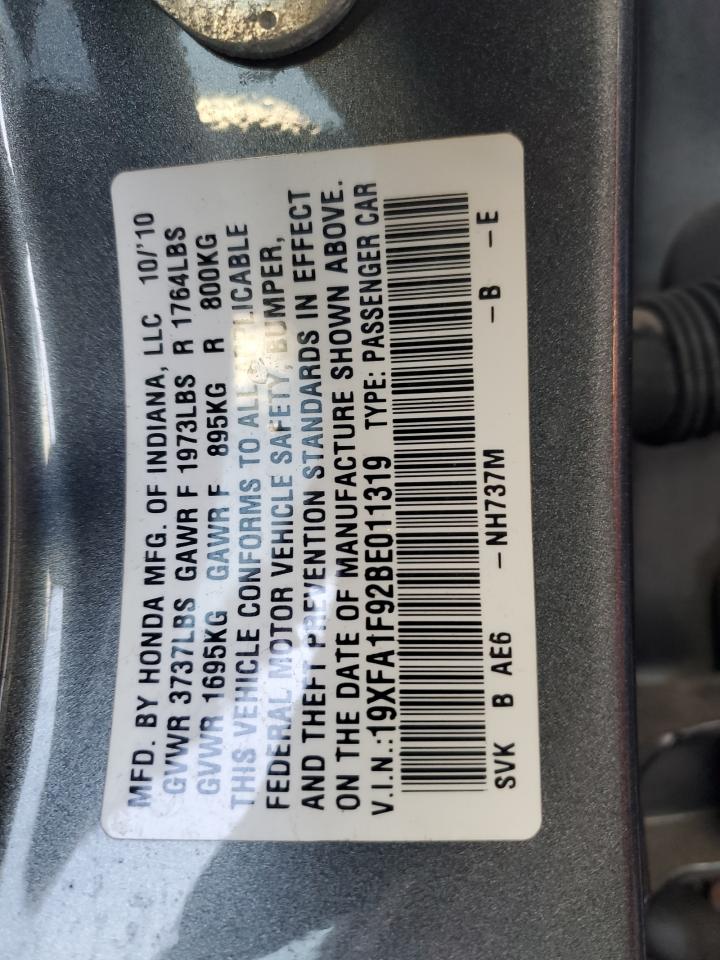 MFD. BY HONDA MFG. OF INDIANA, LLC 10/'10
GVWR 3737LBS GAWR F 1973LBS R 1764LBS
GVWR 1695KG GAWR F 895KG R 800KG
THIS VEHICLE CONFORMS TO ALL APPLICABLE
FEDERAL MOTOR VEHICLE SAFETY, BUMPER,
AND THEFT PREVENTION STANDARDS IN EFFECT
ON THE DATE OF MANUFACTURE SHOWN ABOVE.
V.I.N.:19XFA1F92BE011319 TYPE: PASSENGER CAR
SVK B AE6 – NH737M –B –E